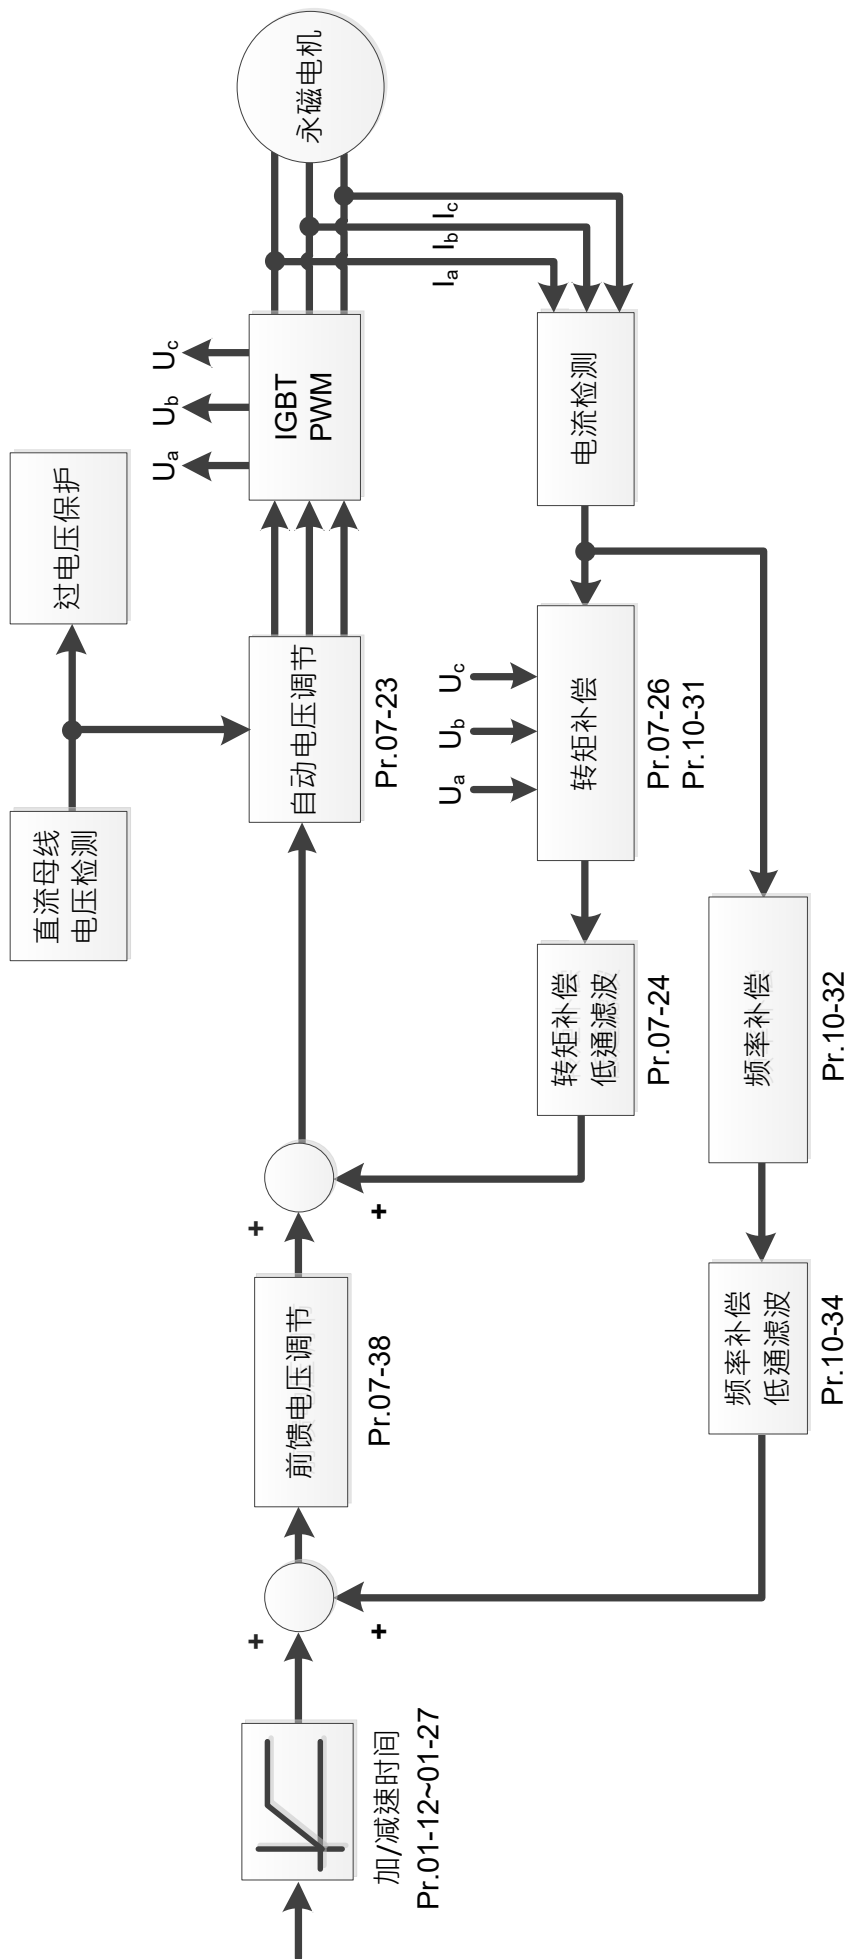 直流母线
电压检测
过电压保护
加/减速时间
Pr.01-12~01-27
+
+
前馈电压调节
Pr.07-38
+
+
自动电压调节
Pr.07-23
IGBT
PWM
Ua
Ub
Uc
永磁电机
Ia
Ib
Ic
电流检测
Ua
Ub
Uc
转矩补偿
Pr.07-26
Pr.10-31
转矩补偿
低通滤波
Pr.07-24
频率补偿
Pr.10-32
频率补偿
低通滤波
Pr.10-34